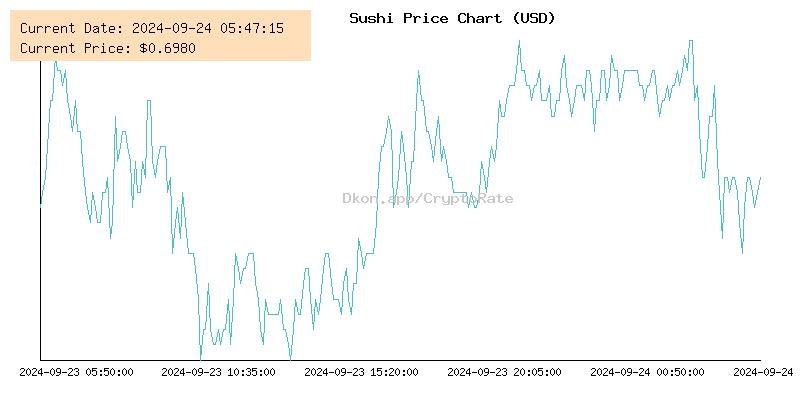 Sushi Price Chart (USD)
Current Date: 2024-09-24 05:47:15
Current Price: $0.6980
Dkon.app/CryptoRate
2024-09-23 05:50:00 2024-09-23 10:35:00 2024-09-23 15:20:00 2024-09-23 20:05:00 2024-09-24 00:50:00 2024-09-24